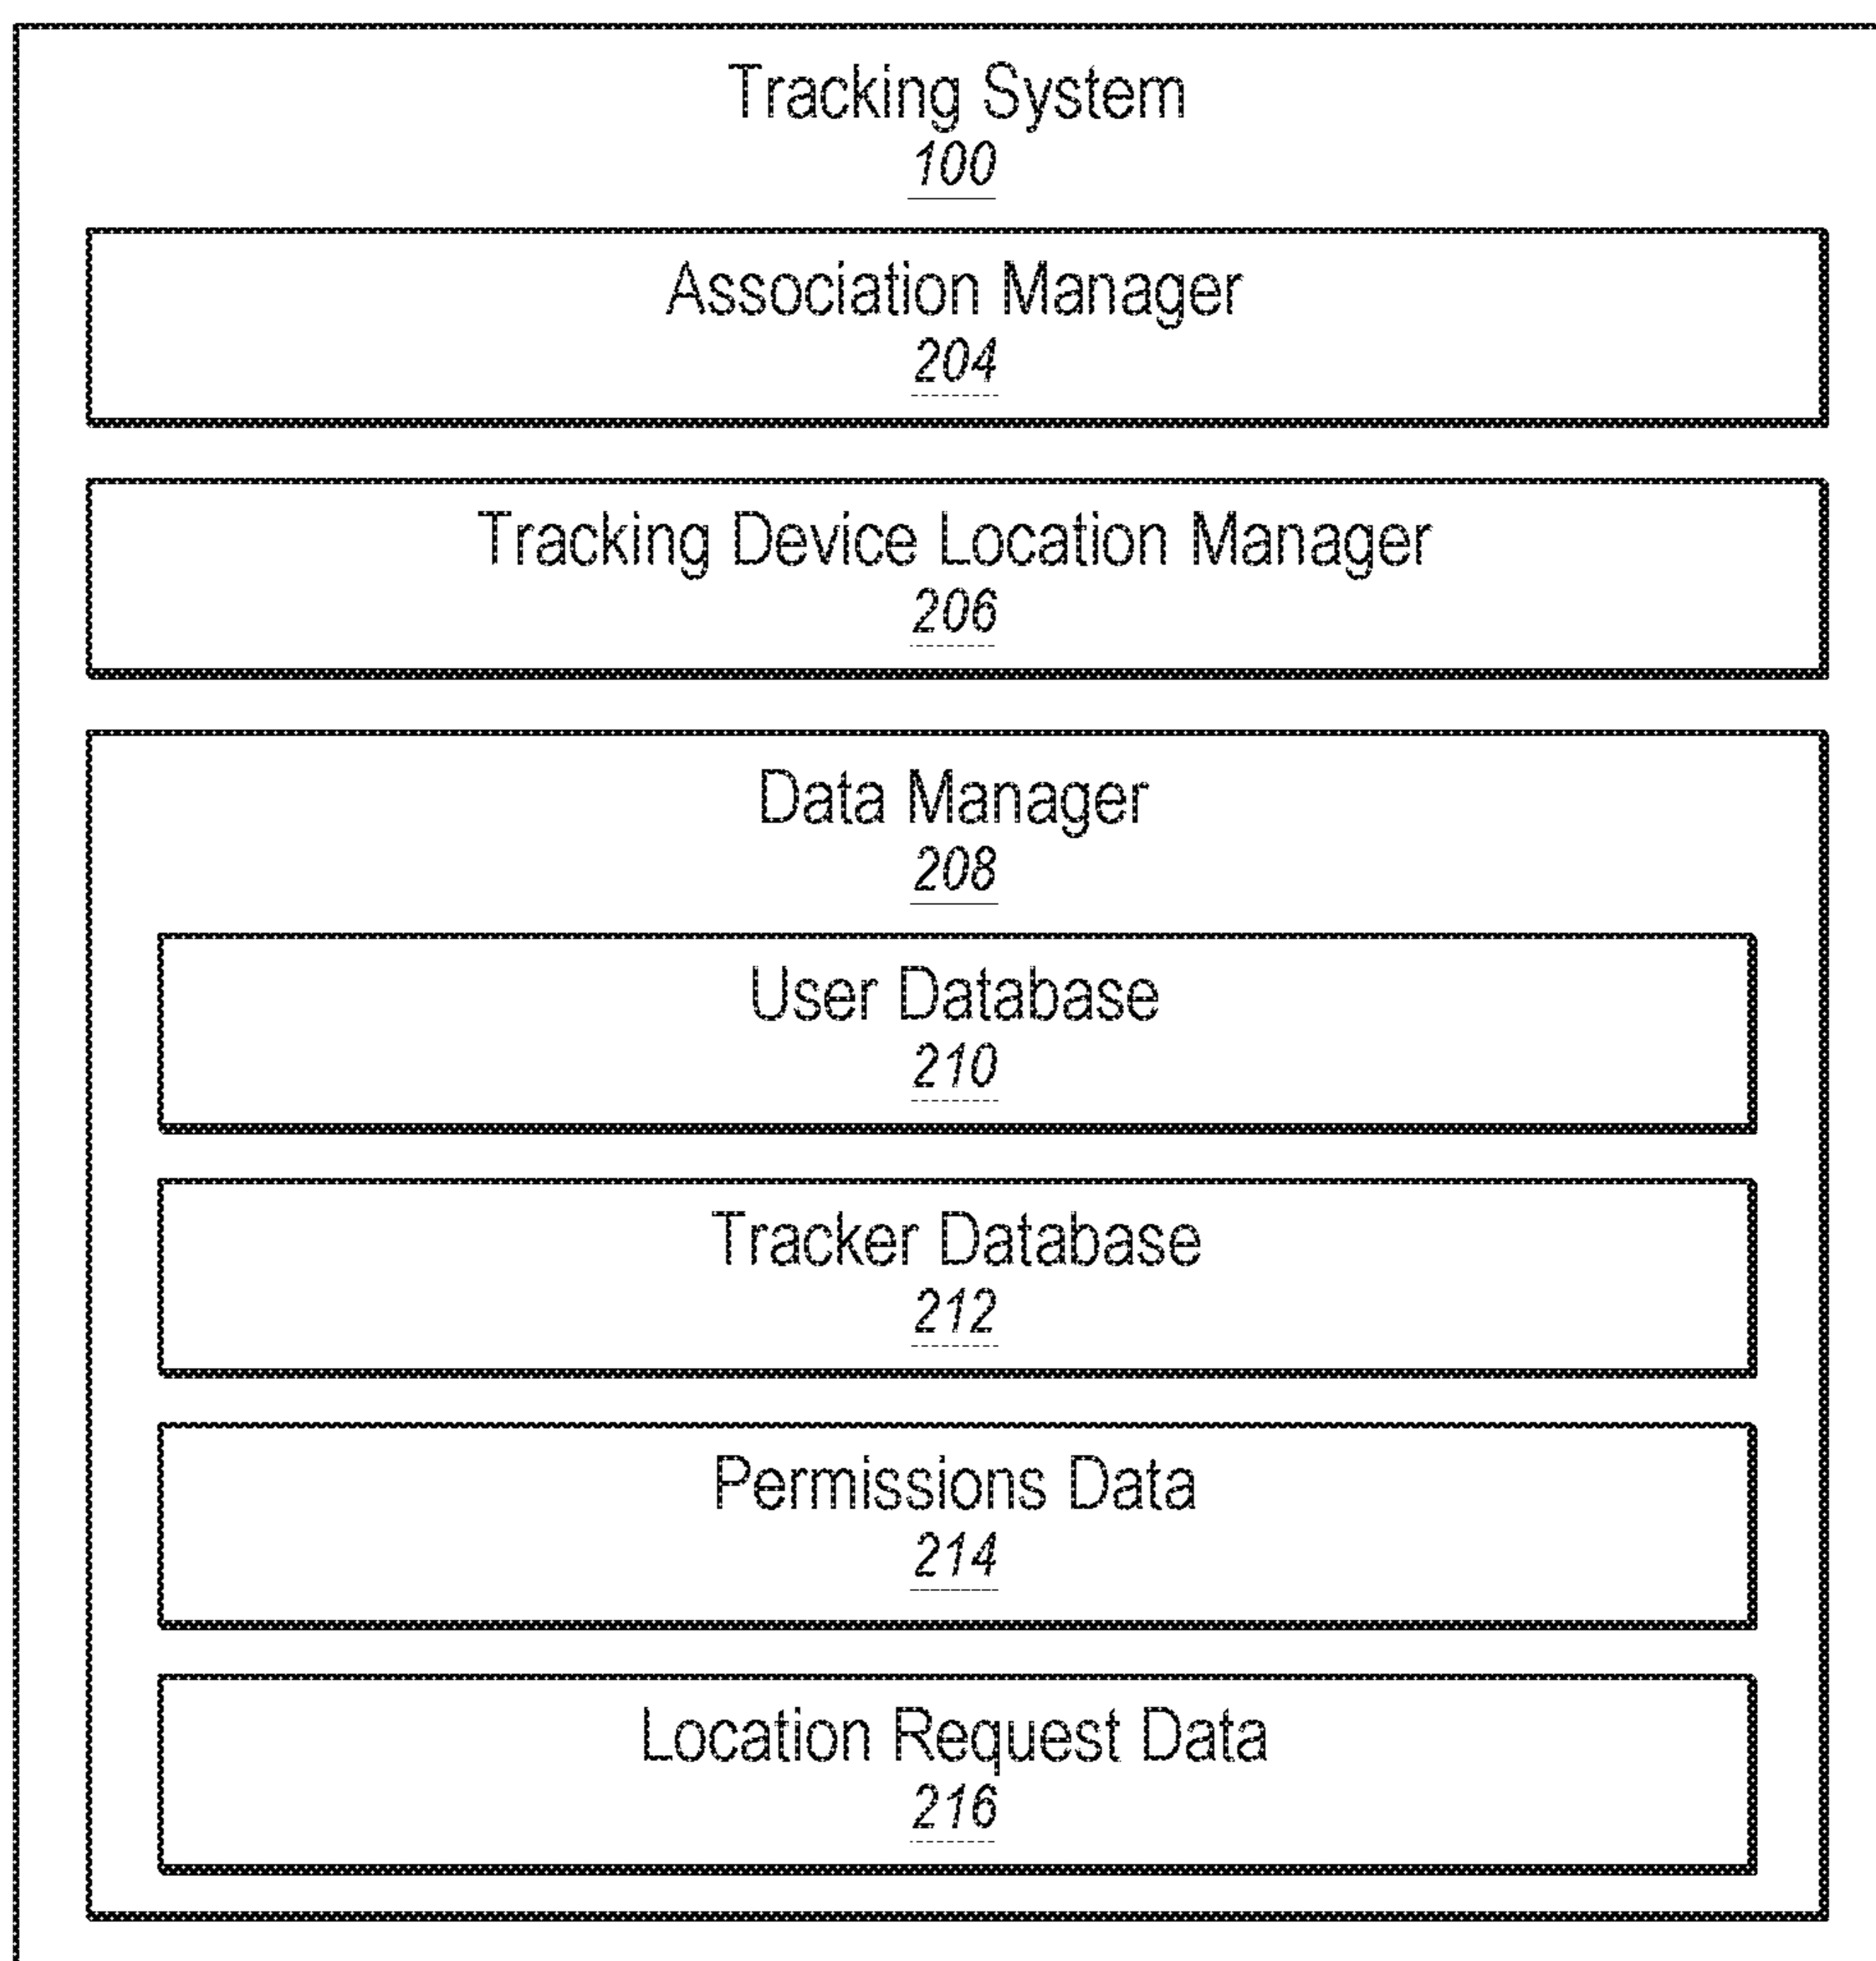 Tracking System
100
Association Manager
204
Tracking Device Location Manager
206
Data Manager
208
User Database
210
Tracker Database
212
Permissions Data
214
Location Request Data
216